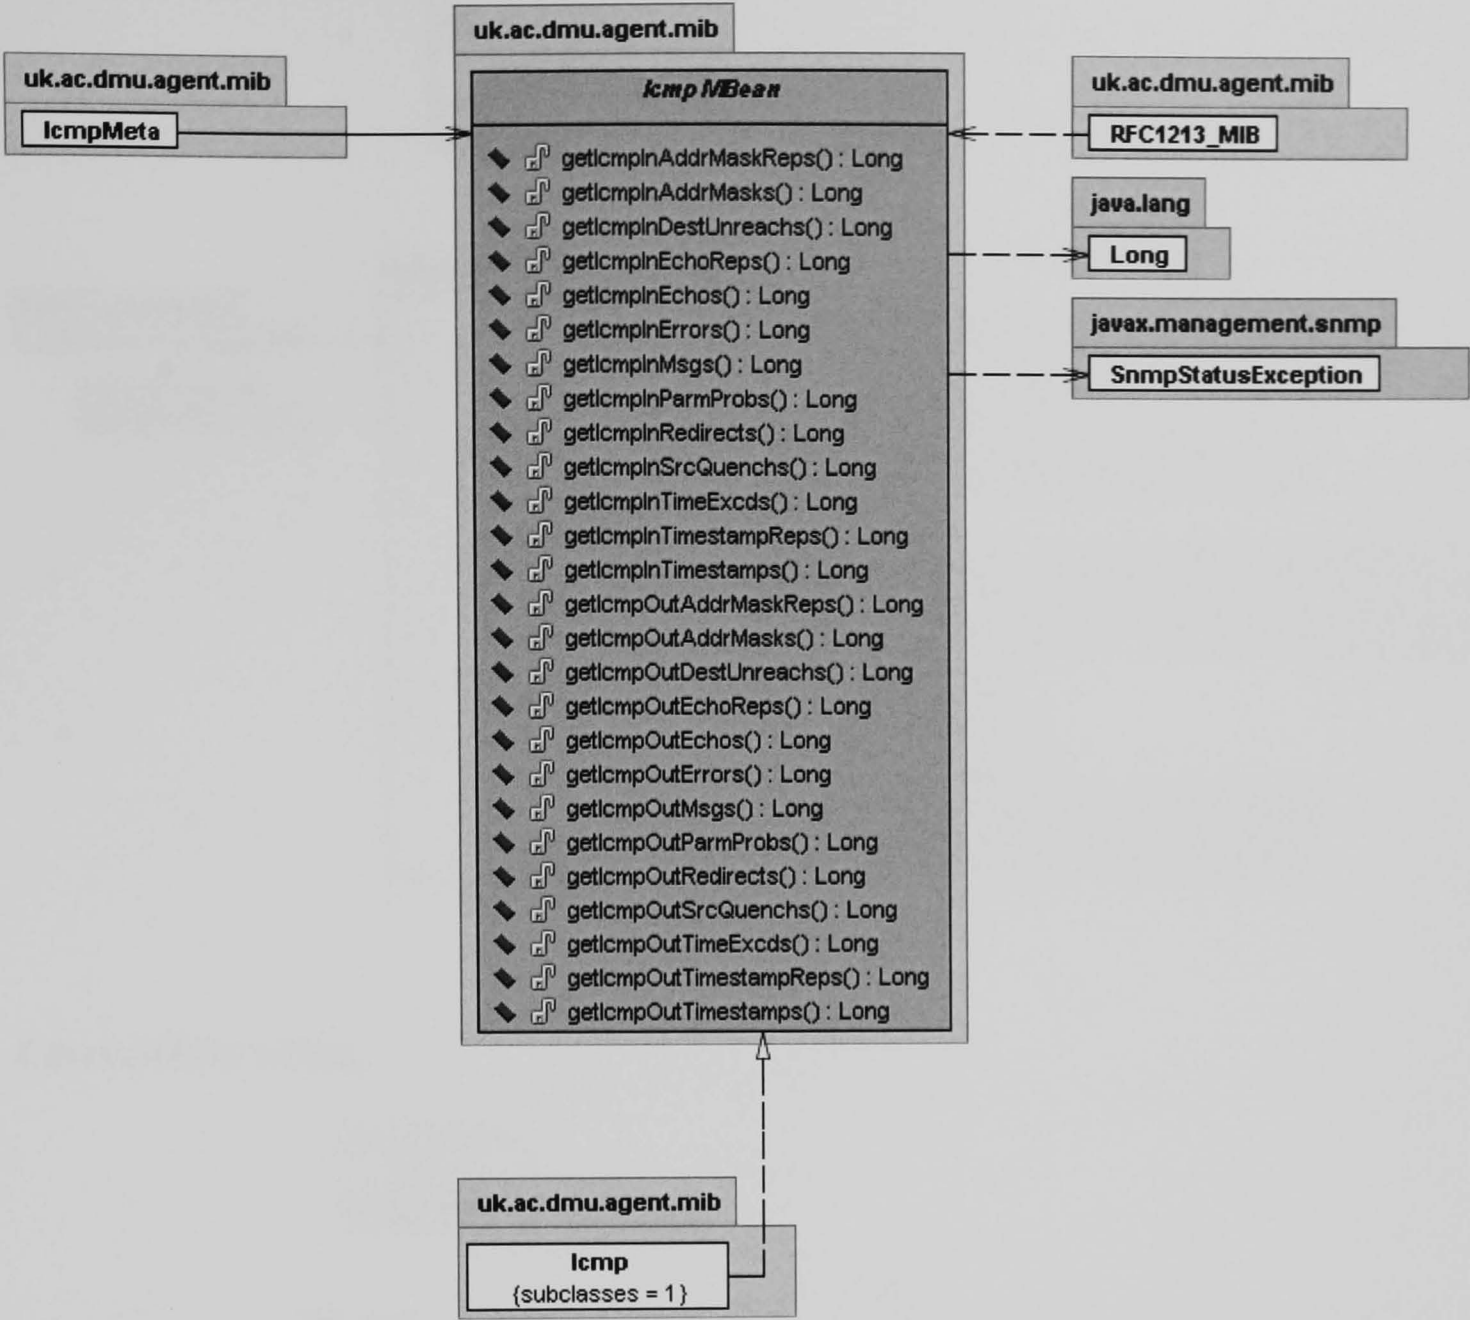 uk.ac.dmu.agent.mib
IcmpMeta
uk.ac.dmu.agent.mib
IcmpMBean
getIcmpInAddrMaskReps() : Long
getIcmpInAddrMasks() : Long
getIcmpInDestUnreachs() : Long
getIcmpInEchoReps() : Long
getIcmpInEchos() : Long
getIcmpInErrors() : Long
getIcmpInMsgs() : Long
getIcmpInParmProbs() : Long
getIcmpInRedirects() : Long
getIcmpInSrcQuenchs() : Long
getIcmpInTimeExcds() : Long
getIcmpInTimestampReps() : Long
getIcmpInTimestamps() : Long
getIcmpOutAddrMaskReps() : Long
getIcmpOutAddrMasks() : Long
getIcmpOutDestUnreachs() : Long
getIcmpOutEchoReps() : Long
getIcmpOutEchos() : Long
getIcmpOutErrors() : Long
getIcmpOutMsgs() : Long
getIcmpOutParmProbs() : Long
getIcmpOutRedirects() : Long
getIcmpOutSrcQuenchs() : Long
getIcmpOutTimeExcds() : Long
getIcmpOutTimestampReps() : Long
getIcmpOutTimestamps() : Long
uk.ac.dmu.agent.mib
RFC1213_MIB
java.lang
Long
javax.management.snmp
SnmpStatusException
uk.ac.dmu.agent.mib
Icmp
{subclasses = 1}